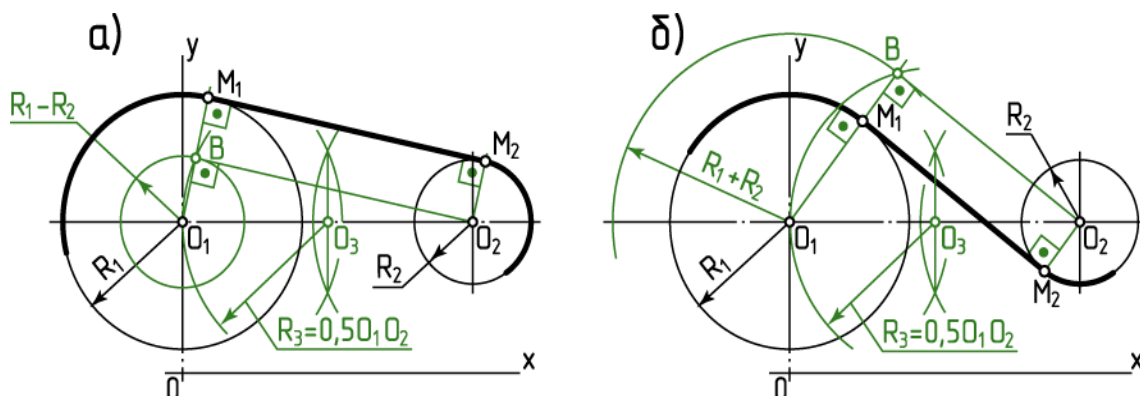 а)
y
M₁
R₁–R₂
B
M₂
O₁
O₃
O₂
R₁
R₂
R₃=0,5O₁O₂
0
x
б)
y
B
M₁
R₂
R₁+R₂
O₁
O₃
O₂
R₁
M₂
R₃=0,5O₁O₂
0
x